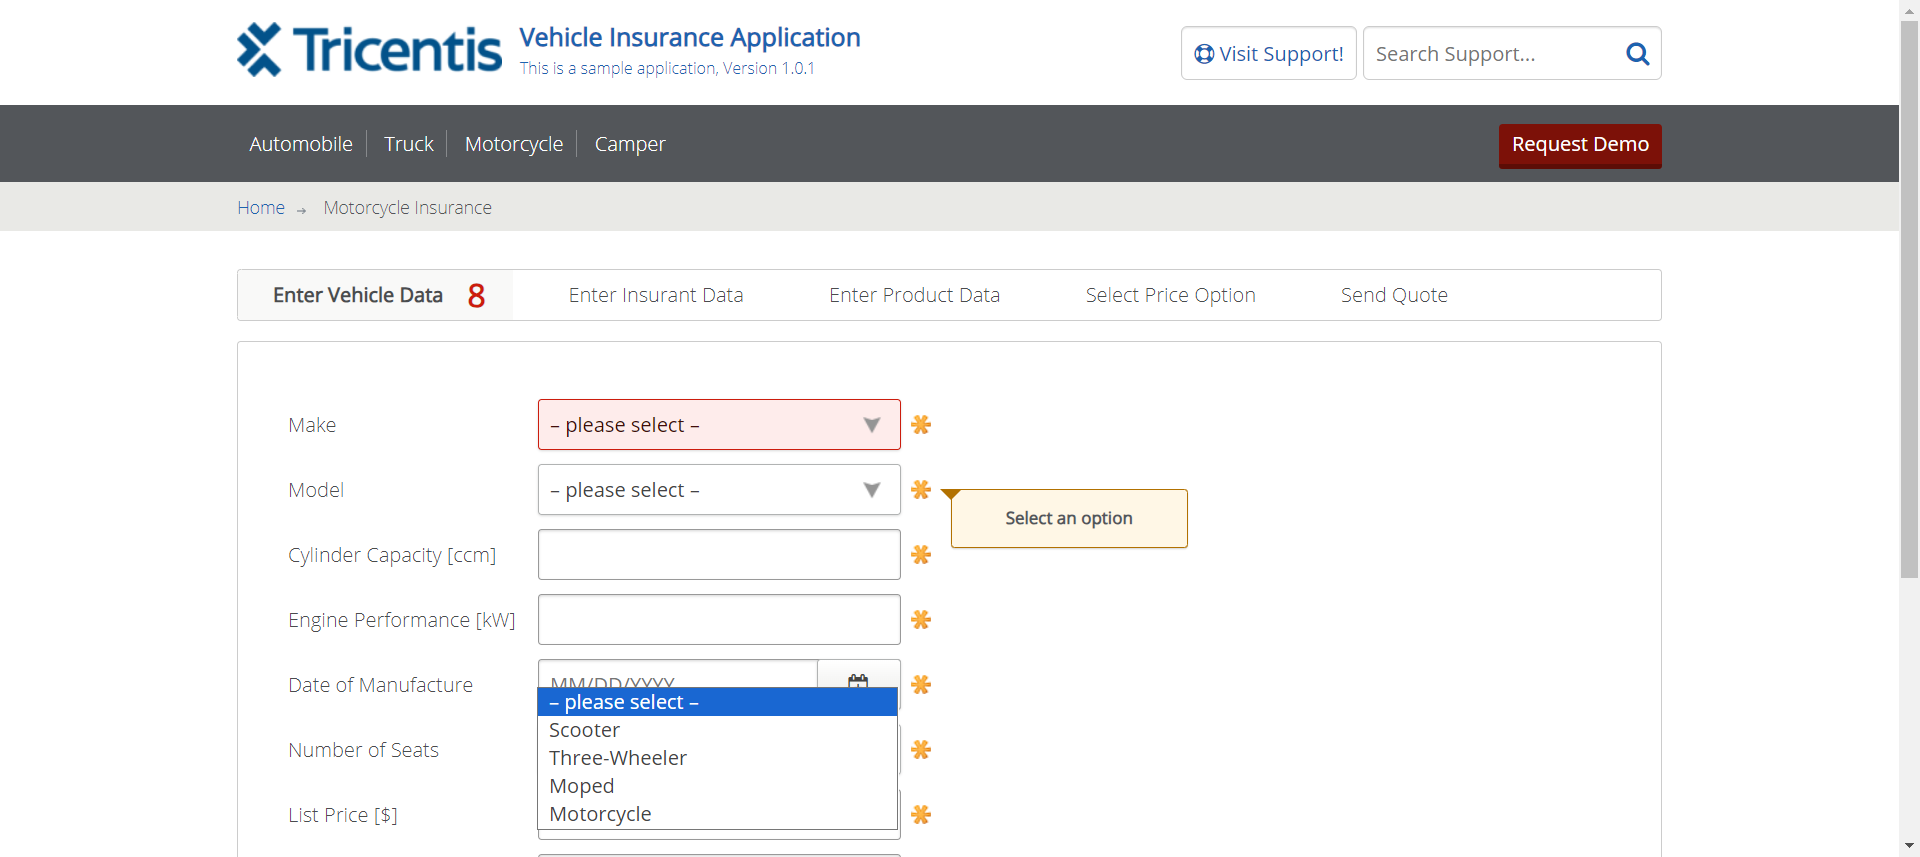 Tricentis
Vehicle Insurance Application
This is a sample application, Version 1.0.1
Visit Support!
Search Support...
Automobile
Truck
Motorcycle
Camper
Request Demo
Home → Motorcycle Insurance
Enter Vehicle Data 8
Enter Insurant Data
Enter Product Data
Select Price Option
Send Quote
Make
– please select –
Model
– please select –
Select an option
Cylinder Capacity [ccm]
Engine Performance [kW]
Date of Manufacture
MM/DD/YYYY
– please select –
Scooter
Number of Seats
Three-Wheeler
Moped
List Price [$]
Motorcycle